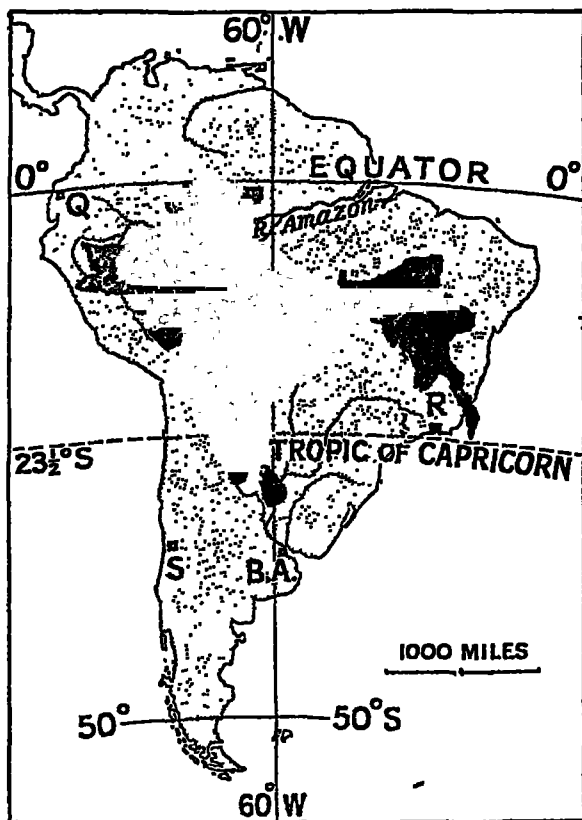 60° W
EQUATOR
0°
0°
Q
R. Amazon
R
23½°S
TROPIC OF CAPRICORN
S
B.A.
1000 MILES
50°
50°S
60°W